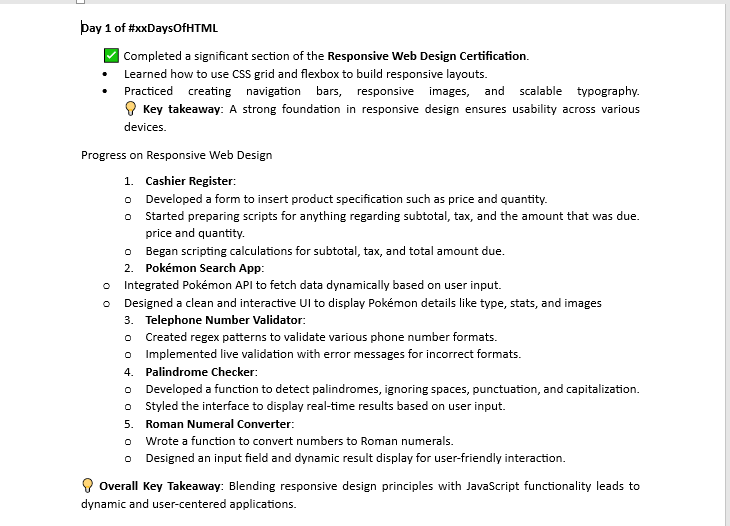 Day 1 of #xxDaysOfHTML
✅ Completed a significant section of the Responsive Web Design Certification.
• Learned how to use CSS grid and flexbox to build responsive layouts.
• Practiced creating navigation bars, responsive images, and scalable typography.
💡 Key takeaway: A strong foundation in responsive design ensures usability across various
devices.
Progress on Responsive Web Design
1. Cashier Register:
o Developed a form to insert product specification such as price and quantity.
o Started preparing scripts for anything regarding subtotal, tax, and the amount that was due.
price and quantity.
o Began scripting calculations for subtotal, tax, and total amount due.
2. Pokémon Search App:
o Integrated Pokémon API to fetch data dynamically based on user input.
o Designed a clean and interactive UI to display Pokémon details like type, stats, and images
3. Telephone Number Validator:
o Created regex patterns to validate various phone number formats.
o Implemented live validation with error messages for incorrect formats.
4. Palindrome Checker:
o Developed a function to detect palindromes, ignoring spaces, punctuation, and capitalization.
o Styled the interface to display real-time results based on user input.
5. Roman Numeral Converter:
o Wrote a function to convert numbers to Roman numerals.
o Designed an input field and dynamic result display for user-friendly interaction.
💡 Overall Key Takeaway: Blending responsive design principles with JavaScript functionality leads to
dynamic and user-centered applications.